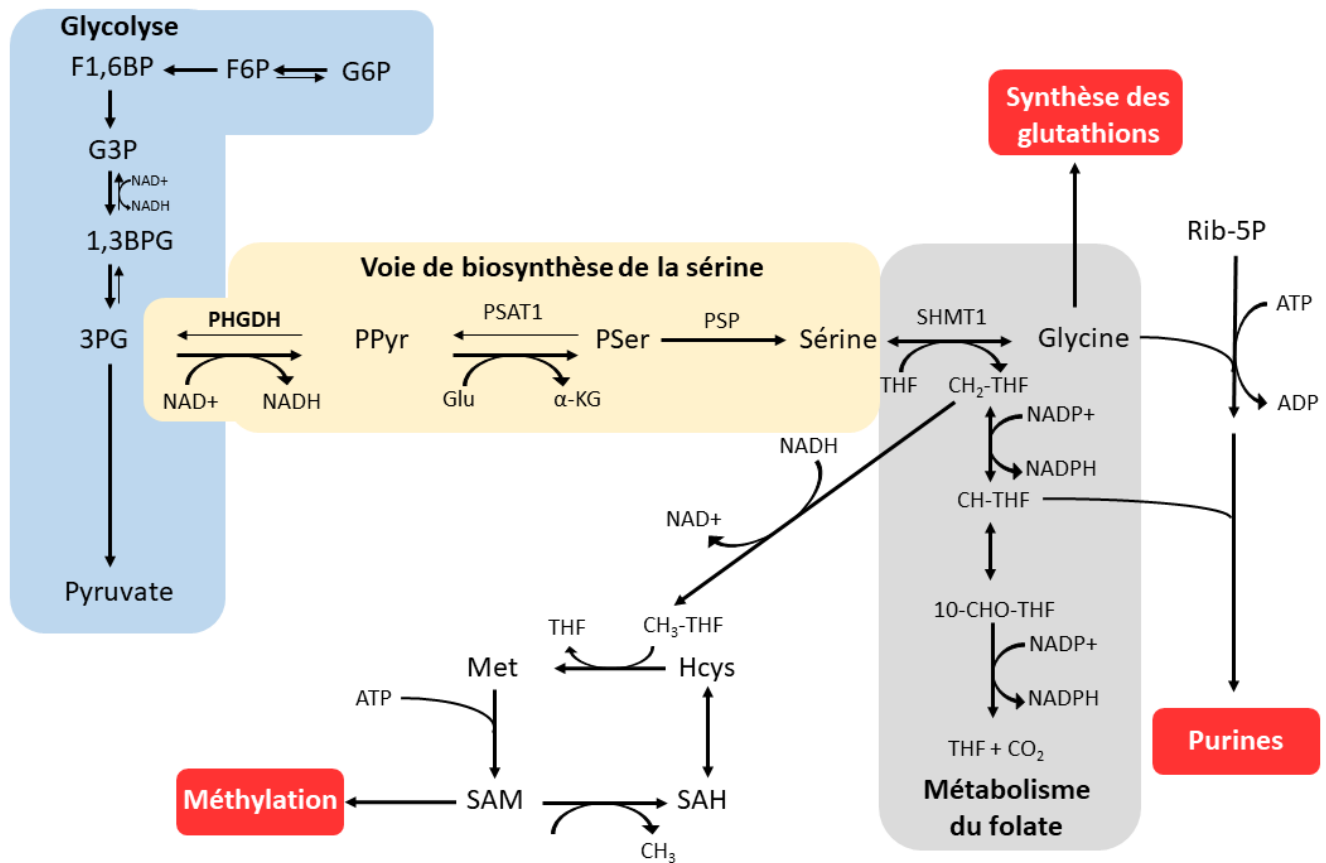 Glycolyse
F1,6BP
F6P
G6P
G3P
NAD+
NADH
1,3BPG
3PG
Pyruvate
Voie de biosynthèse de la sérine
PHGDH
NAD+
NADH
PPyr
PSAT1
Glu
α-KG
PSer
PSP
Sérine
SHMT1
THF
CH₂-THF
Glycine
Synthèse des
glutathions
Rib-5P
ATP
ADP
NADP+
NADPH
CH-THF
10-CHO-THF
NADP+
NADPH
THF + CO₂
Métabolisme
du folate
Purines
NADH
NAD+
THF
CH₃-THF
Met
Hcys
ATP
Méthylation
SAM
SAH
CH₃